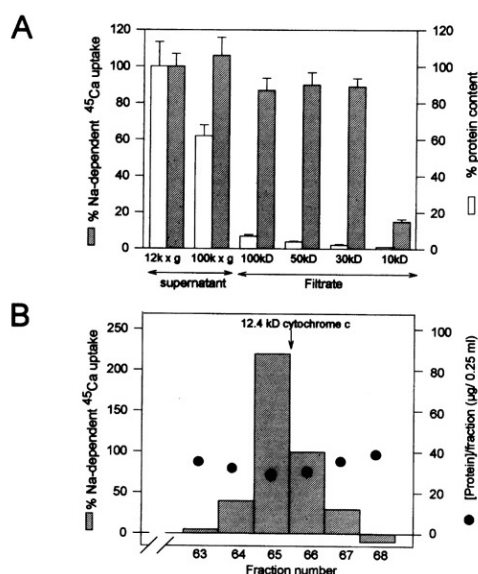 A
% Na-dependent 45Ca uptake
120
100
80
60
40
20
0
120
100
80
60
40
20
0
% protein content
12k x g 100k x g 100kD 50kD 30kD 10kD
supernatant Filtrate
B
12.4 kD cytochrome c
% Na-dependent 45Ca uptake
250
200
150
100
50
0
100
80
60
40
20
0
[Protein]/fraction (µg/ 0.25 ml)
63 64 65 66 67 68
Fraction number